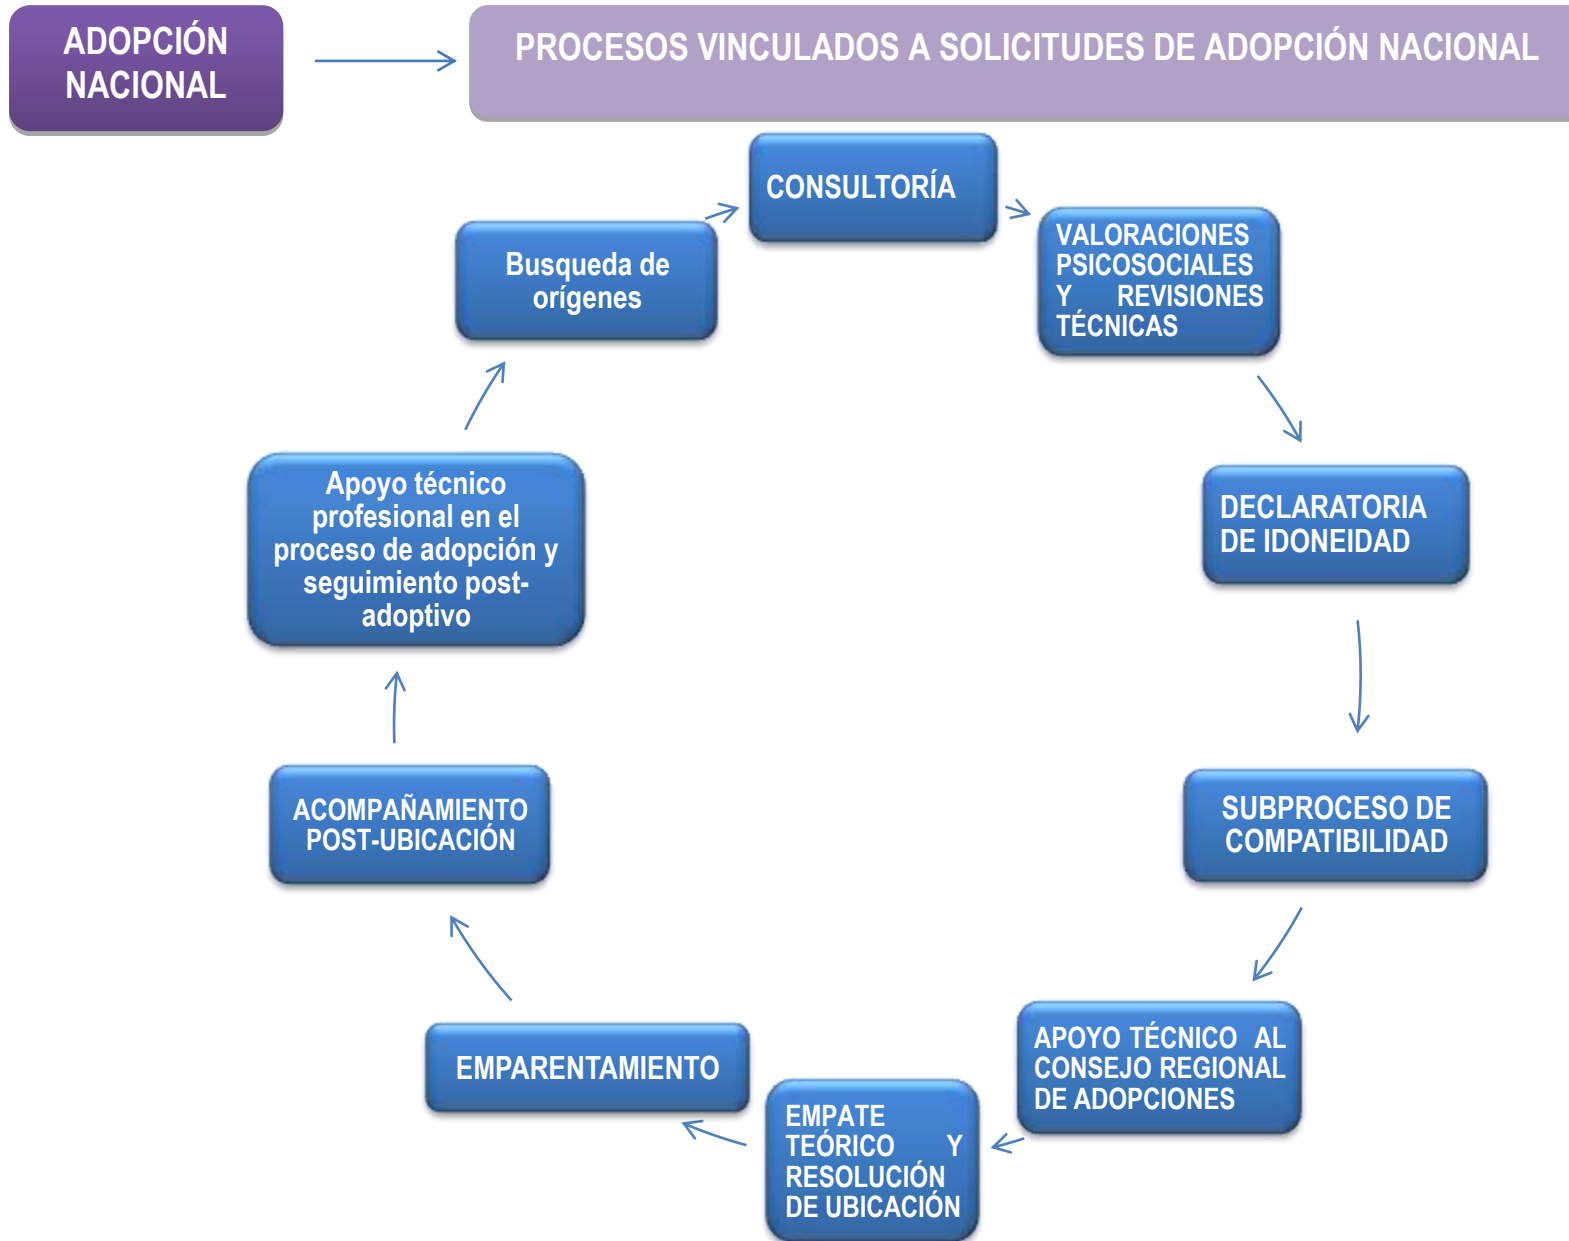 ADOPCIÓN
NACIONAL
PROCESOS VINCULADOS A SOLICITUDES DE ADOPCIÓN NACIONAL
CONSULTORÍA
VALORACIONES
PSICOSOCIALES
Y REVISIONES
TÉCNICAS
DECLARATORIA
DE IDONEIDAD
SUBPROCESO DE
COMPATIBILIDAD
APOYO TÉCNICO AL
CONSEJO REGIONAL
DE ADOPCIONES
EMPATE
TEÓRICO Y
RESOLUCIÓN
DE UBICACIÓN
EMPARENTAMIENTO
ACOMPAÑAMIENTO
POST-UBICACIÓN
Apoyo técnico
profesional en el
proceso de adopción y
seguimiento post-
adoptivo
Busqueda de
orígenes